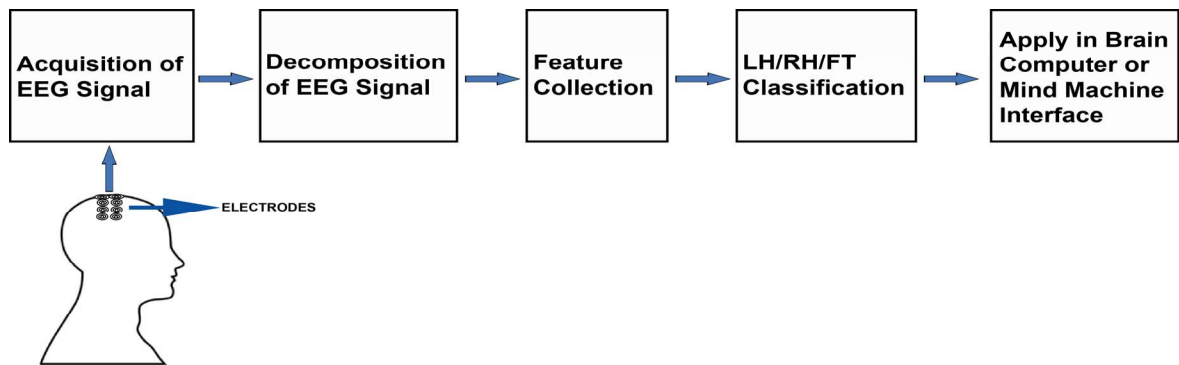 Acquisition of
EEG Signal
Decomposition
of EEG Signal
Feature
Collection
LH/RH/FT
Classification
Apply in Brain
Computer or
Mind Machine
Interface
ELECTRODES